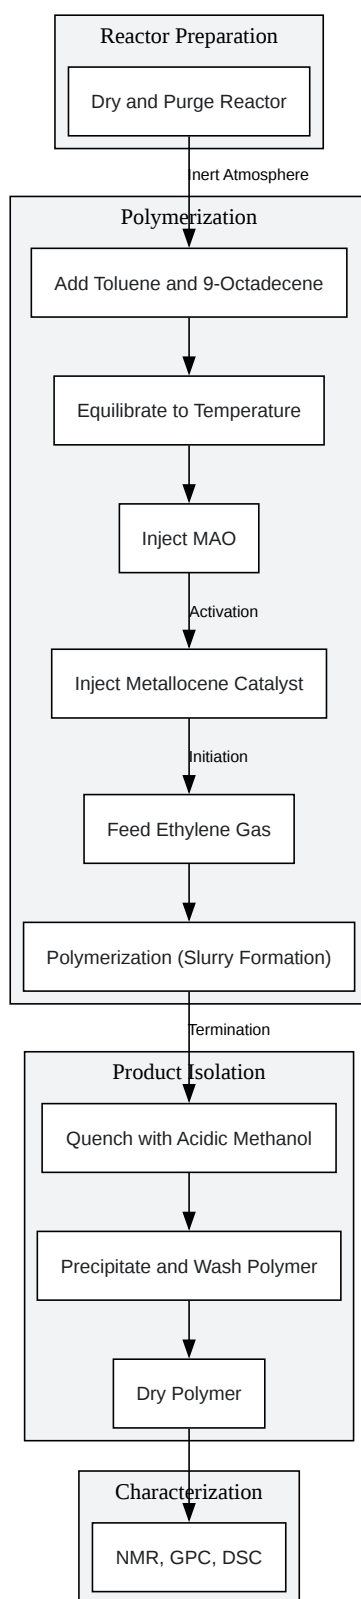 Reactor Preparation
Dry and Purge Reactor
Inert Atmosphere
Polymerization
Add Toluene and 9-Octadecene
Equilibrate to Temperature
Inject MAO
Activation
Inject Metallocene Catalyst
Initiation
Feed Ethylene Gas
Polymerization (Slurry Formation)
Termination
Product Isolation
Quench with Acidic Methanol
Precipitate and Wash Polymer
Dry Polymer
Characterization
NMR, GPC, DSC